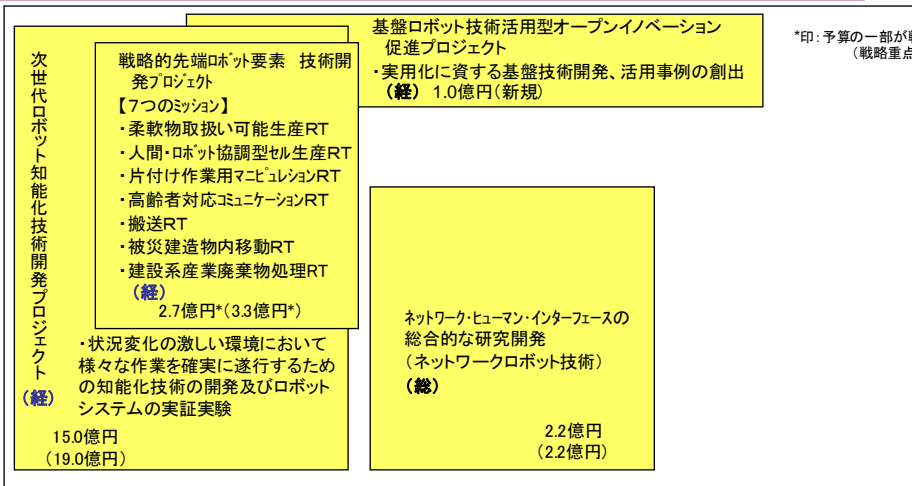 基盤ロボット技術活用型オープンイノベーション
促進プロジェクト
・実用化に資する基盤技術開発、活用事例の創出
(経) 1.0億円(新規)
*印:予算の一部が戦
(戦略重点
次世代ロボット知能化技術開発プロジェクト
(経)
戦略的先端ロボット要素 技術開
発プロジェクト
【7つのミッション】
・柔軟物取扱い可能生産RT
・人間・ロボット協調型セル生産RT
・片付け作業用マニピュレションRT
・高齢者対応コミュニケーションRT
・搬送RT
・被災建造物内移動RT
・建設系産業廃棄物処理RT
(経)
2.7億円*(3.3億円*)
・状況変化の激しい環境において
様々な作業を確実に遂行するため
の知能化技術の開発及びロボット
システムの実証実験
15.0億円
(19.0億円)
ネットワーク・ヒューマン・インターフェースの
総合的な研究開発
(ネットワークロボット技術)
(総)
2.2億円
(2.2億円)